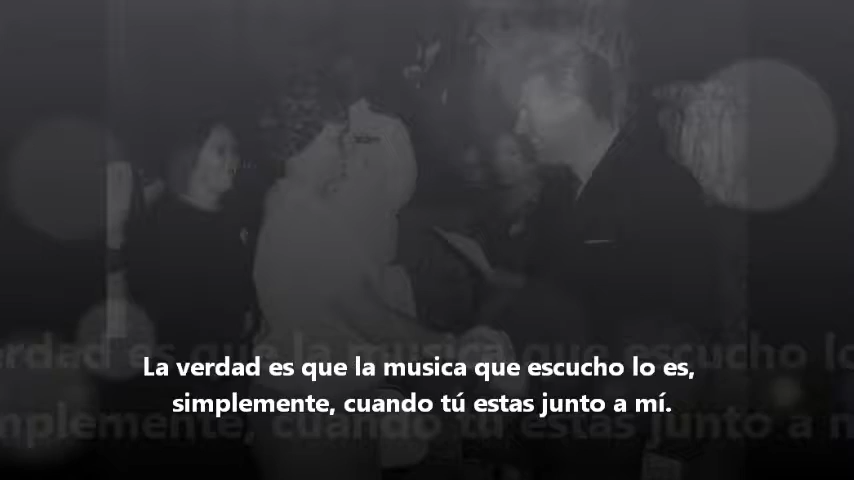 La verdad es que la musica que escucho lo es,
simplemente, cuando tú estas junto a mí.